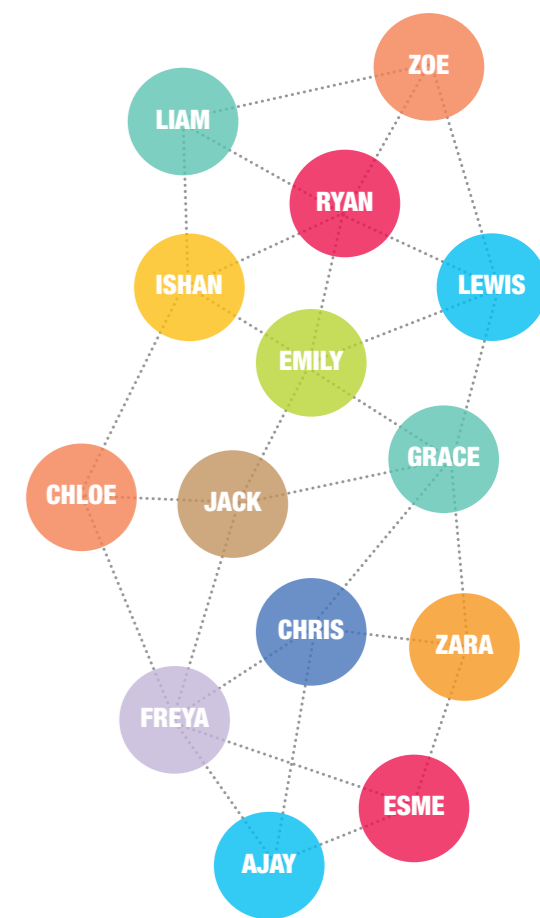 ZOE
LIAM
RYAN
ISHAN
LEWIS
EMILY
GRACE
CHLOE
JACK
CHRIS
ZARA
FREYA
ESME
AJAY